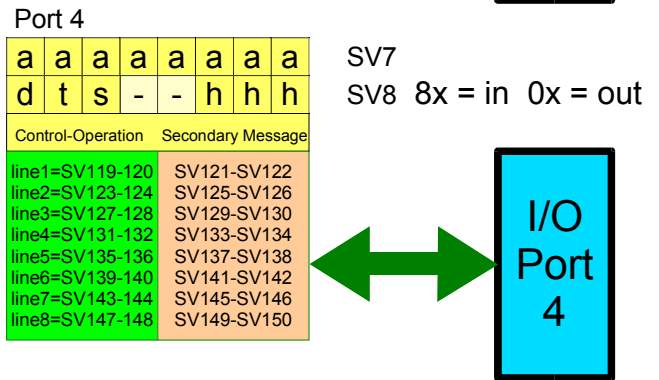 Port 4
a a a a a a a a SV7
d t s - - h h h SV8 8x = in 0x = out
Control-Operation Secondary Message
line1=SV119-120 SV121-SV122
line2=SV123-124 SV125-SV126
line3=SV127-128 SV129-SV130
line4=SV131-132 SV133-SV134
line5=SV135-136 SV137-SV138
line6=SV139-140 SV141-SV142
line7=SV143-144 SV145-SV146
line8=SV147-148 SV149-SV150
I/O
Port
4